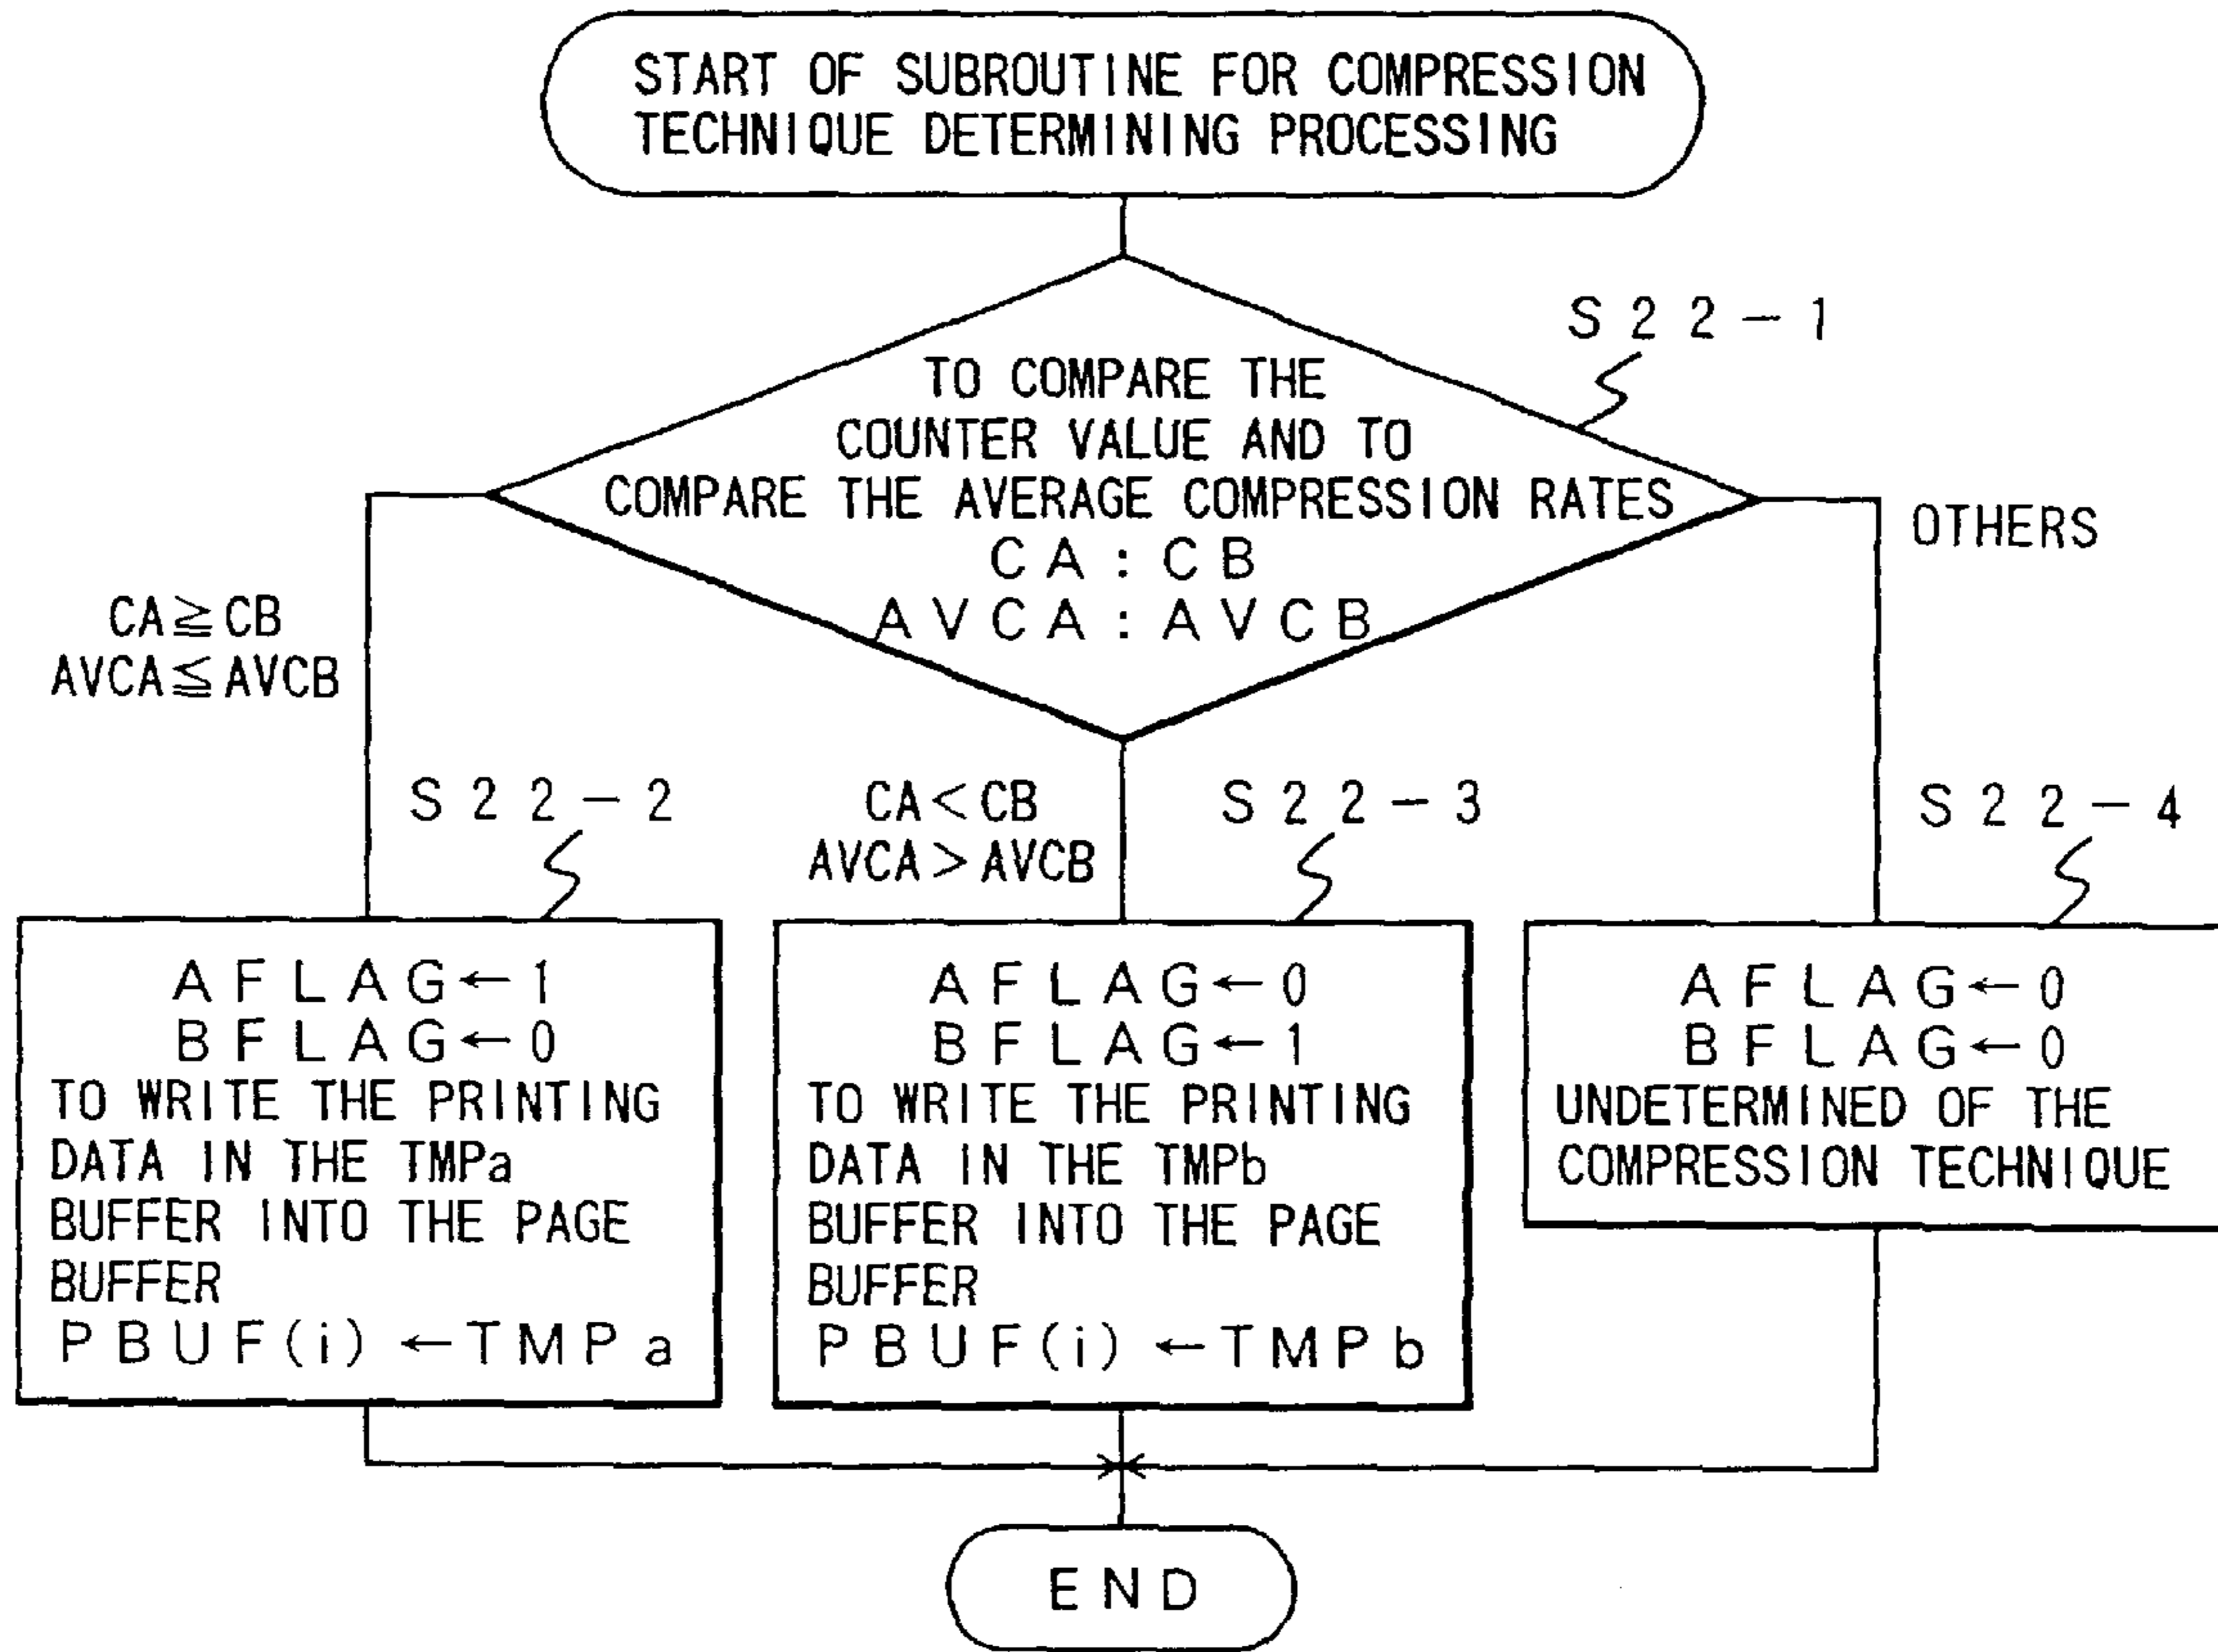 START OF SUBROUTINE FOR COMPRESSION
TECHNIQUE DETERMINING PROCESSING
S22-1
TO COMPARE THE
COUNTER VALUE AND TO
COMPARE THE AVERAGE COMPRESSION RATES
CA:CB
AVCA:AVCB
OTHERS
CA≧CB
AVCA≦AVCB
S22-2
CA<CB
AVCA>AVCB
S22-3
S22-4
AFLAG←1
BFLAG←0
TO WRITE THE PRINTING
DATA IN THE TMPa
BUFFER INTO THE PAGE
BUFFER
PBUF(i)←TMPa
AFLAG←0
BFLAG←1
TO WRITE THE PRINTING
DATA IN THE TMPb
BUFFER INTO THE PAGE
BUFFER
PBUF(i)←TMPb
AFLAG←0
BFLAG←0
UNDETERMINED OF THE
COMPRESSION TECHNIQUE
END